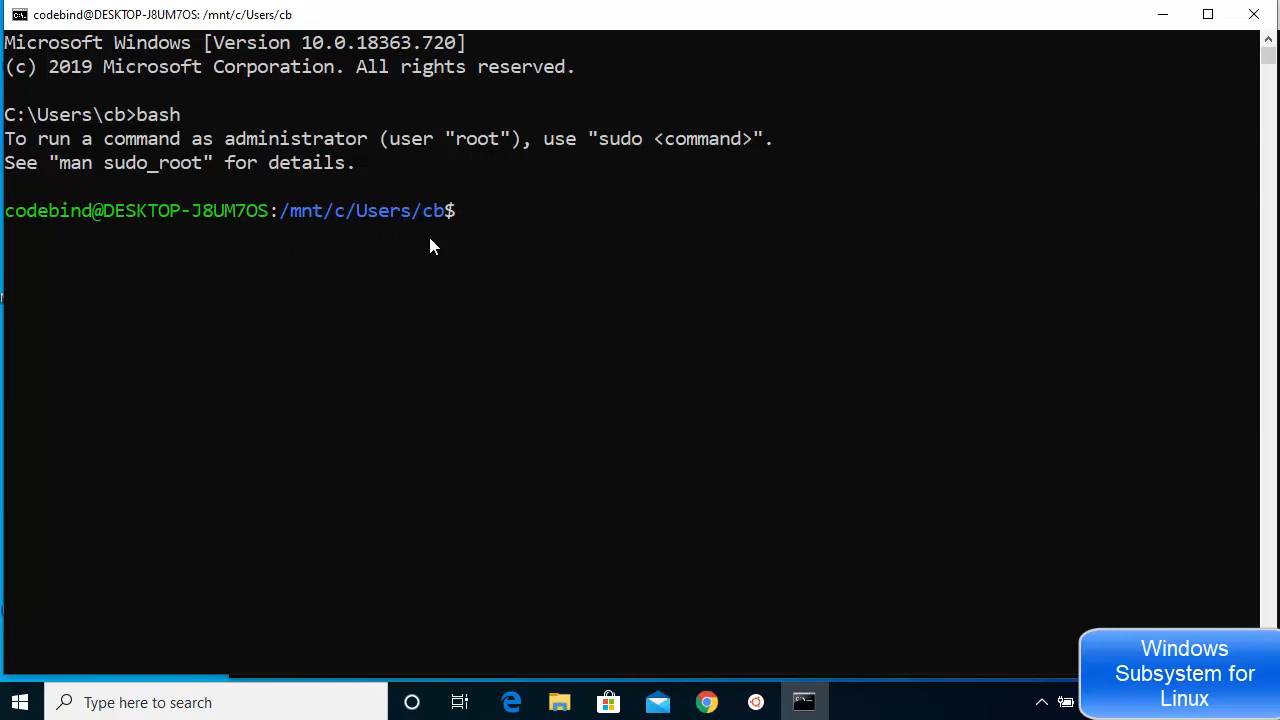 codebind@DESKTOP-J8UM7OS: /mnt/c/Users/cb
Microsoft Windows [Version 10.0.18363.720]
(c) 2019 Microsoft Corporation. All rights reserved.
C:\Users\cb>bash
To run a command as administrator (user "root"), use "sudo <command>".
See "man sudo_root" for details.
codebind@DESKTOP-J8UM7OS:/mnt/c/Users/cb$
Windows
Subsystem for
Linux
Type here to search